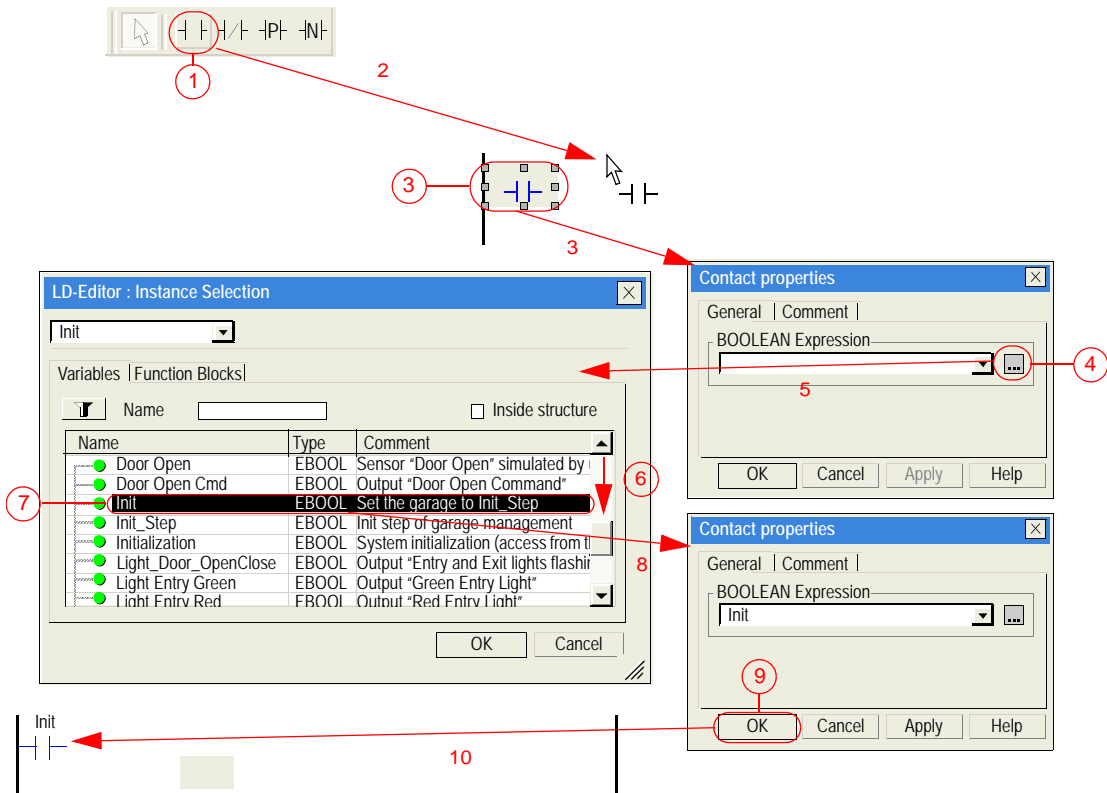 P
N
1
2
3
3
LD-Editor : Instance Selection
Init
Variables Function Blocks
Name Inside structure
Name Type Comment
Door Open EBOOL Sensor “Door Open” simulated by
Door Open Cmd EBOOL Output “Door Open Command”
Init EBOOL Set the garage to Init_Step
Init_Step EBOOL Init step of garage management
Initialization EBOOL System initialization (access from
Light_Door_OpenClose EBOOL Output “Entry and Exit lights flashin
Light Entry Green EBOOL Output “Green Entry Light”
Light Entry Red EBOOL Output “Red Entry Light”
OK Cancel
7
6
Contact properties
General Comment
BOOLEAN Expression
...
4
5
OK Cancel Apply Help
8
Contact properties
General Comment
BOOLEAN Expression
Init ...
9
OK Cancel Apply Help
Init
10